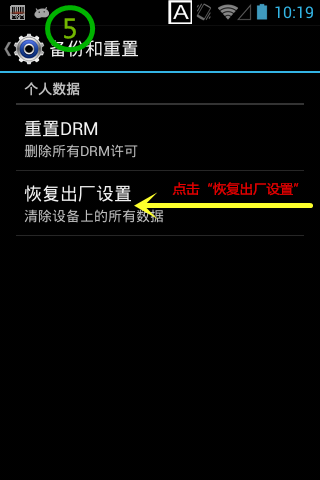 5
A
10:19
备份和重置
个人数据
重置DRM
删除所有DRM许可
恢复出厂设置
点击“恢复出厂设置”
清除设备上的所有数据